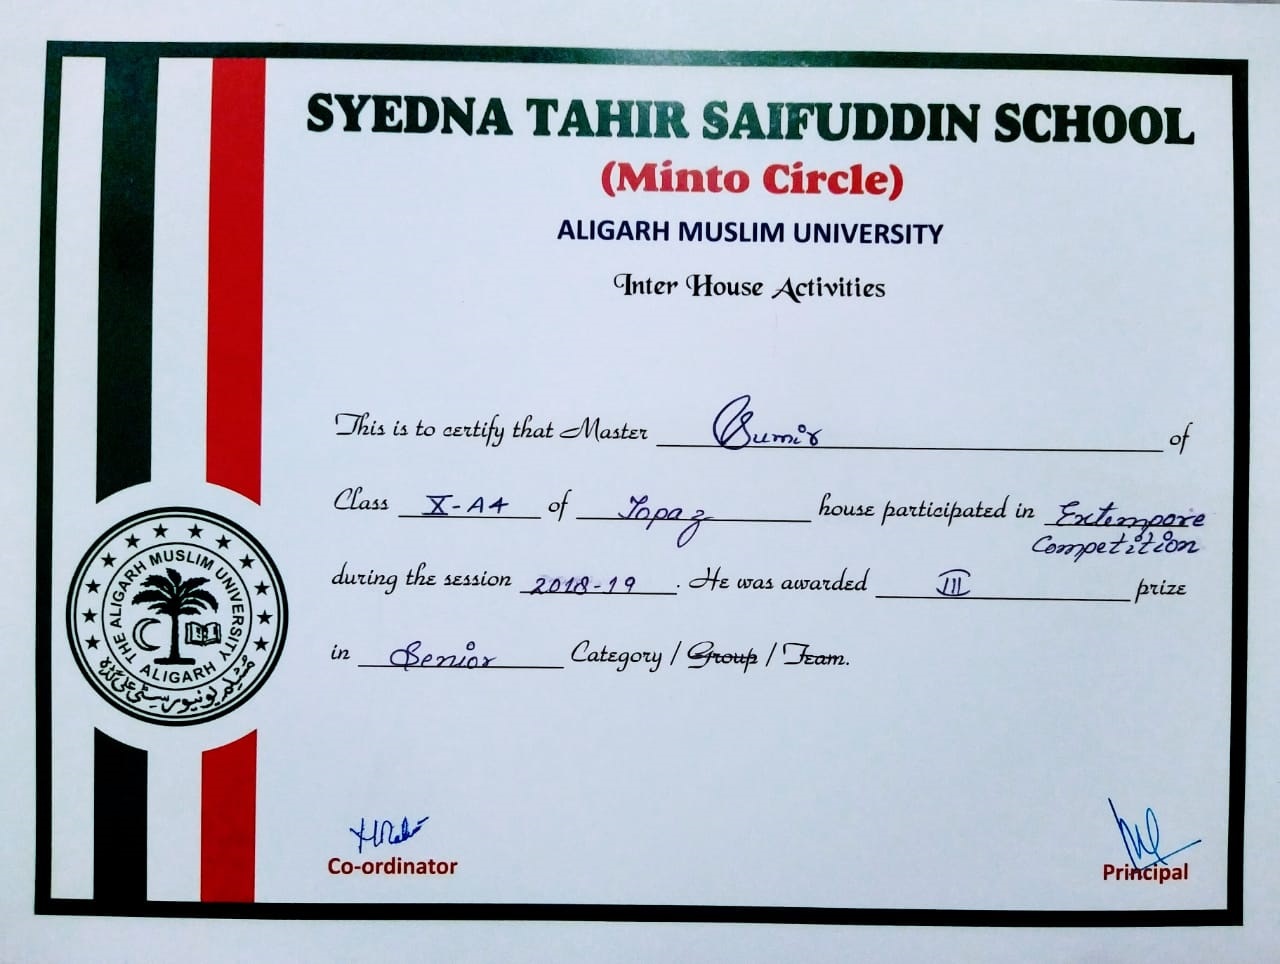 SYEDNA TAHIR SAIFUDDIN SCHOOL
(Minto Circle)
ALIGARH MUSLIM UNIVERSITY
Inter House Activities
This is to certify that Master Sumir of
Class X-A4 of Topaz house participated in Extempore
Competition
during the session 2018-19. He was awarded III prize
in Senior Category / Group / Team.
THE ALIGARH MUSLIM UNIVERSITY
ALIGARH
مسلم یونیورسٹی علی گڑھ
Co-ordinator
Principal